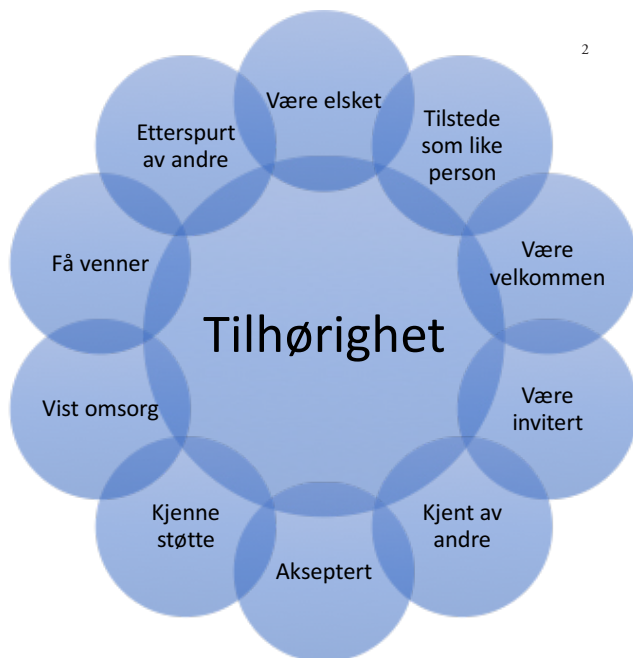 2
Være elsket
Tilstede
som like
person
Være
velkommen
Være
invitert
Kjent av
andre
Akseptert
Kjenne
støtte
Vist omsorg
Få venner
Etterspurt
av andre
Tilhørighet